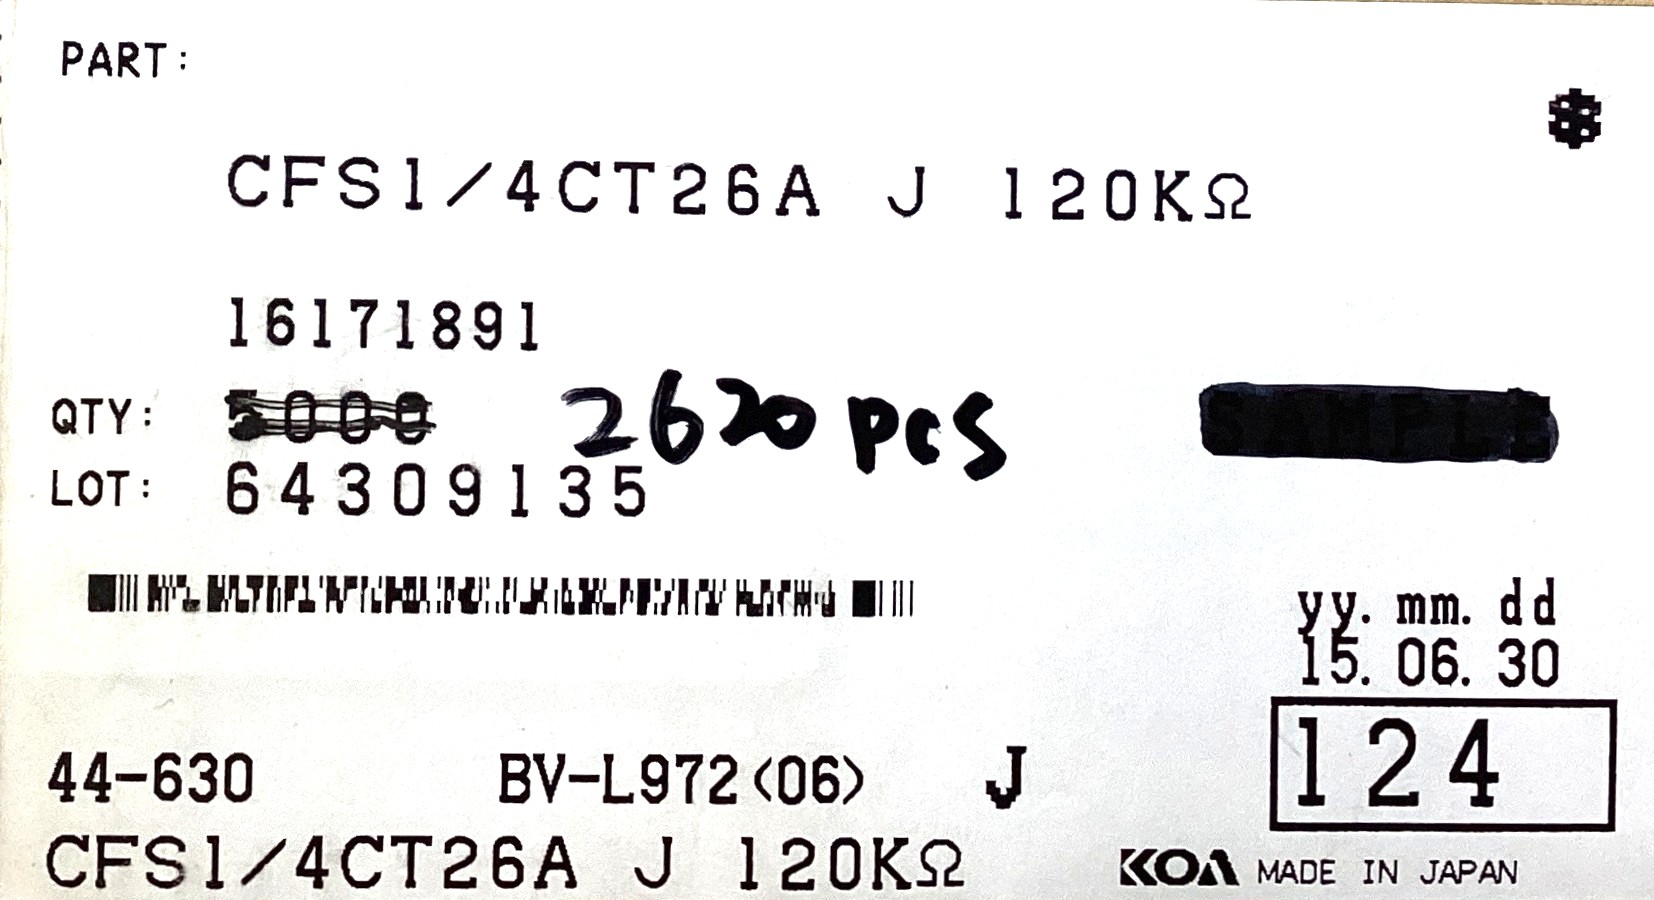 PART:
CFS1/4CT26A J 120KΩ
16171891
QTY: 5000 2620 pcs
SAMPLE
LOT: 64309135
yy. mm. dd
15. 06. 30
124
44-630 BV-L972<06> J
CFS1/4CT26A J 120KΩ
KOA MADE IN JAPAN